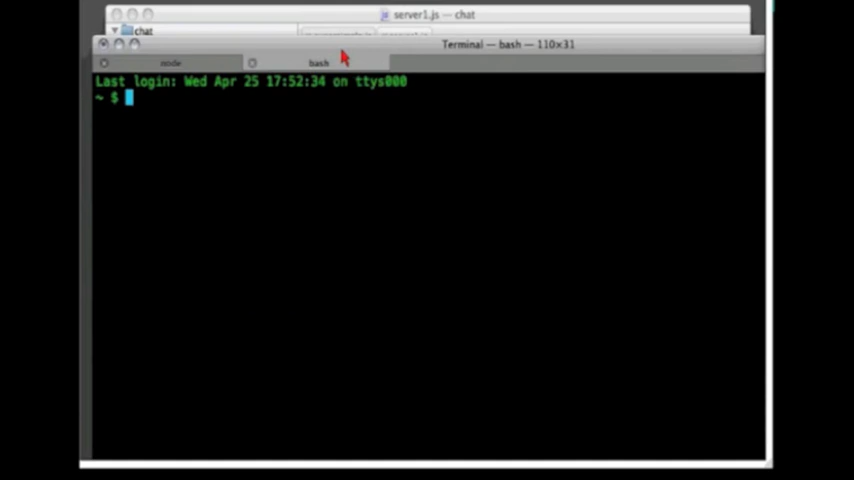 server1.js — chat
chat
Terminal — bash — 110×31
node
bash
Last login: Wed Apr 25 17:52:34 on ttys000
~ $